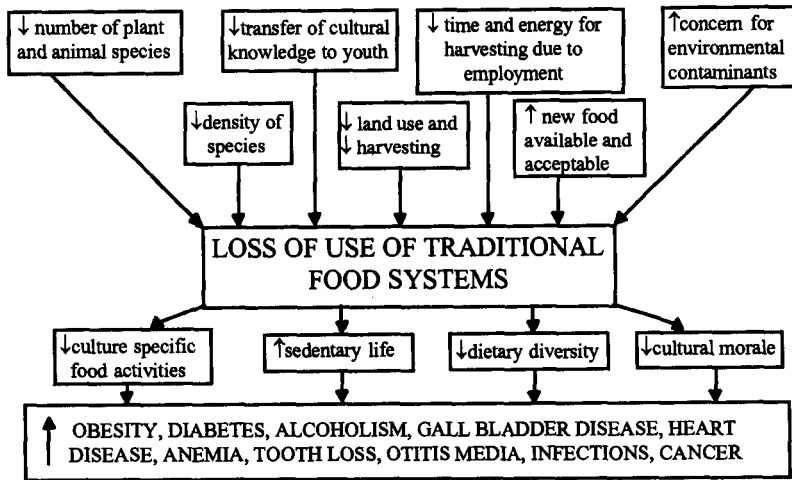 ↓ number of plant
and animal species
↓transfer of cultural
knowledge to youth
↓ time and energy for
harvesting due to
employment
↑concern for
environmental
contaminants
↓density of
species
↓ land use and
↓ harvesting
↑ new food
available and
acceptable
LOSS OF USE OF TRADITIONAL
FOOD SYSTEMS
↓culture specific
food activities
↑sedentary life
↓dietary diversity
↓cultural morale
↑ OBESITY, DIABETES, ALCOHOLISM, GALL BLADDER DISEASE, HEART
DISEASE, ANEMIA, TOOTH LOSS, OTITIS MEDIA, INFECTIONS, CANCER